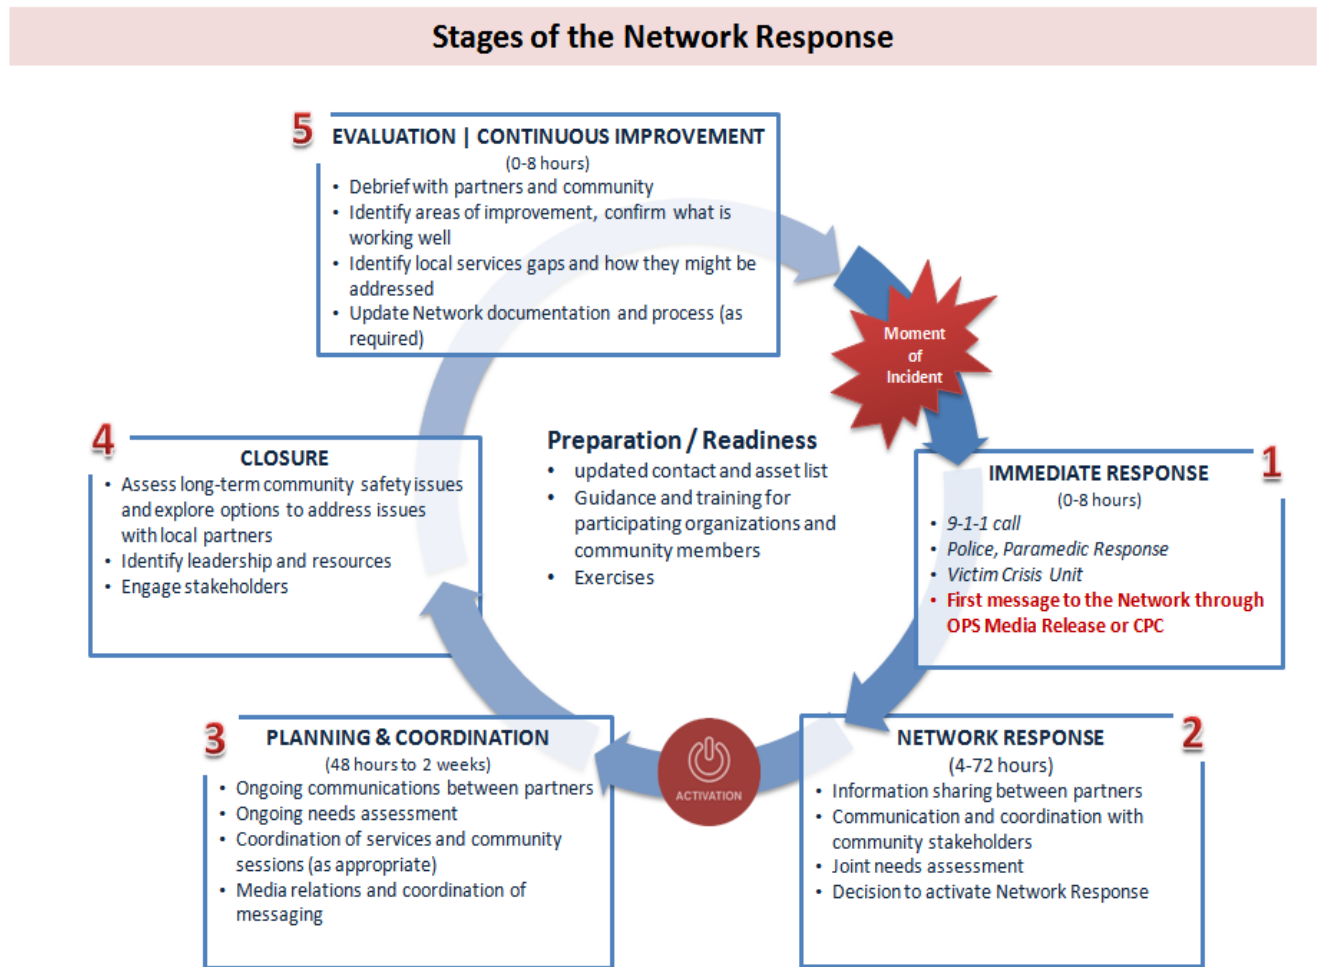 Stages of the Network Response
5
EVALUATION | CONTINUOUS IMPROVEMENT
(0-8 hours)
• Debrief with partners and community
• Identify areas of improvement, confirm what is
working well
• Identify local services gaps and how they might be
addressed
• Update Network documentation and process (as
required)
Moment
of
Incident
4
CLOSURE
• Assess long-term community safety issues
and explore options to address issues
with local partners
• Identify leadership and resources
• Engage stakeholders
Preparation / Readiness
• updated contact and asset list
• Guidance and training for
participating organizations and
community members
• Exercises
1
IMMEDIATE RESPONSE
(0-8 hours)
• 9-1-1 call
• Police, Paramedic Response
• Victim Crisis Unit
• First message to the Network through
OPS Media Release or CPC
3
PLANNING & COORDINATION
(48 hours to 2 weeks)
• Ongoing communications between partners
• Ongoing needs assessment
• Coordination of services and community
sessions (as appropriate)
• Media relations and coordination of
messaging
ACTIVATION
2
NETWORK RESPONSE
(4-72 hours)
• Information sharing between partners
• Communication and coordination with
community stakeholders
• Joint needs assessment
• Decision to activate Network Response